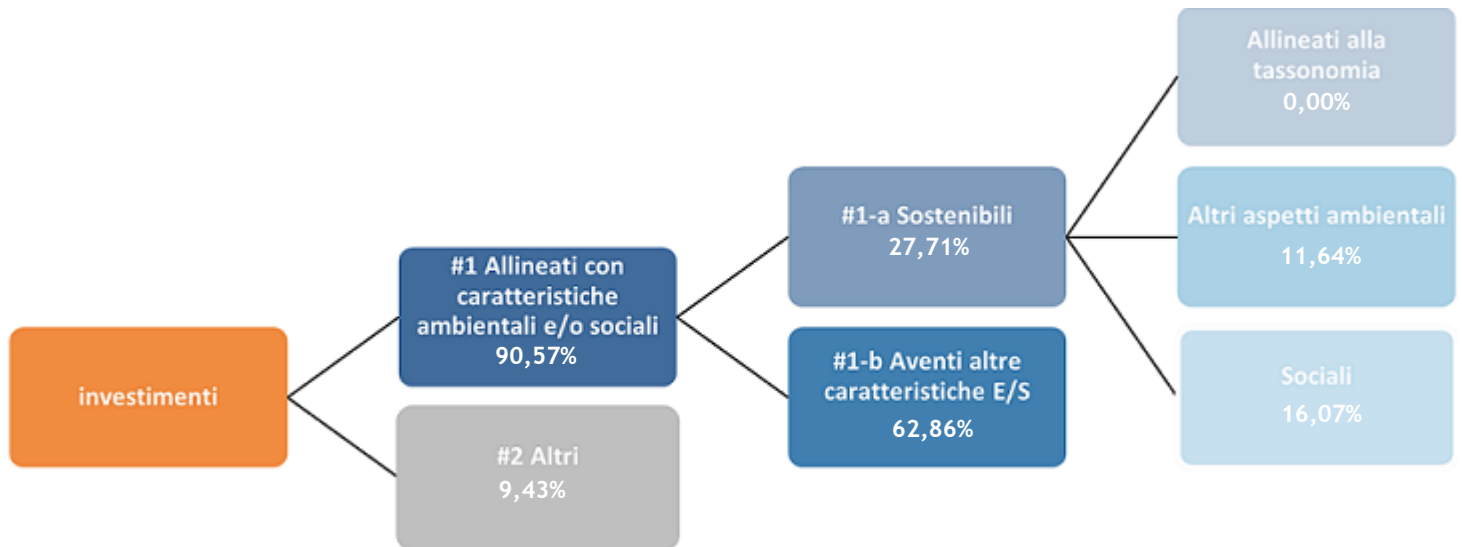 investimenti
#1 Allineati con
caratteristiche
ambientali e/o sociali
90,57%
#2 Altri
9,43%
#1-a Sostenibili
27,71%
#1-b Aventi altre
caratteristiche E/S
62,86%
Allineati alla
tassonomia
0,00%
Altri aspetti ambientali
11,64%
Sociali
16,07%